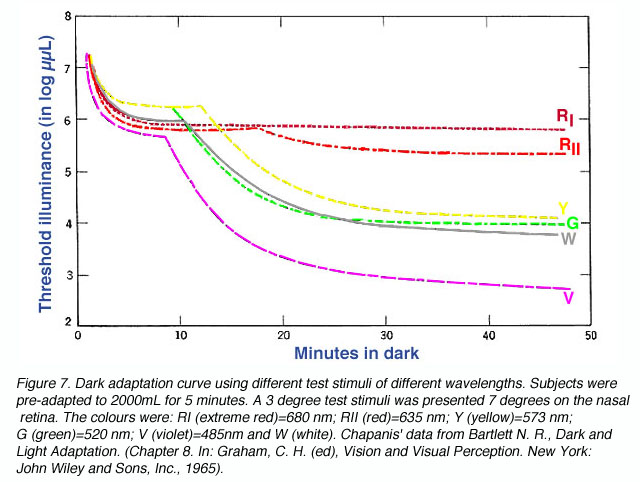 8
7
6
5
4
3
2
0
10
20
30
40
50
Threshold illuminance (in log µµL)
Minutes in dark
RI
RII
Y
G
W
V
Figure 7. Dark adaptation curve using different test stimuli of different wavelengths. Subjects were
pre-adapted to 2000mL for 5 minutes. A 3 degree test stimuli was presented 7 degrees on the nasal
retina. The colours were: RI (extreme red)=680 nm; RII (red)=635 nm; Y (yellow)=573 nm;
G (green)=520 nm; V (violet)=485nm and W (white). Chapanis' data from Bartlett N. R., Dark and
Light Adaptation. (Chapter 8. In: Graham, C. H. (ed), Vision and Visual Perception. New York:
John Wiley and Sons, Inc., 1965).